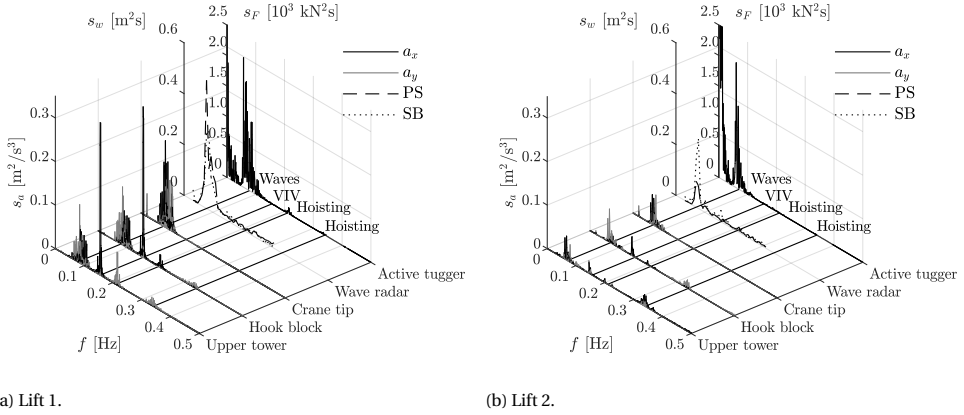 s_w [m²s]
s_F [10³ kN²s]
0.6
0.4
0.2
0
2.5
2.0
1.5
1.5
1.0
0.5
0
a_x
a_y
PS
SB
s_a [m²/s³]
0.3
0.2
0.1
0
Waves
VIV
Hoisting
Hoisting
0.1
0.2
0.3
0.4
0.5
f [Hz]
Active tugger
Wave radar
Crane tip
Hook block
Upper tower
a) Lift 1.
s_w [m²s]
s_F [10³ kN²s]
0.6
0.4
0.2
0
2.5
2.0
1.5
1.5
1.0
0.5
0
a_x
a_y
PS
SB
s_a [m²/s³]
0.3
0.2
0.1
0
Waves
VIV
Hoisting
Hoisting
0.1
0.2
0.3
0.4
0.5
f [Hz]
Active tugger
Wave radar
Crane tip
Hook block
Upper tower
(b) Lift 2.